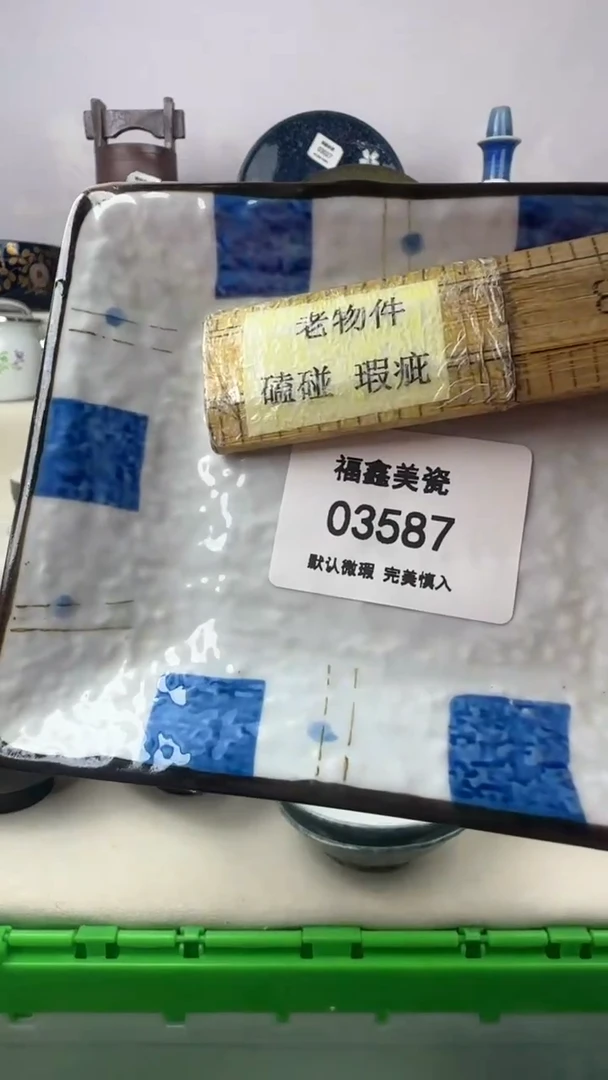 老物件
磕碰 瑕疵
福鑫美瓷
03587
默认微瑕 完美慎入